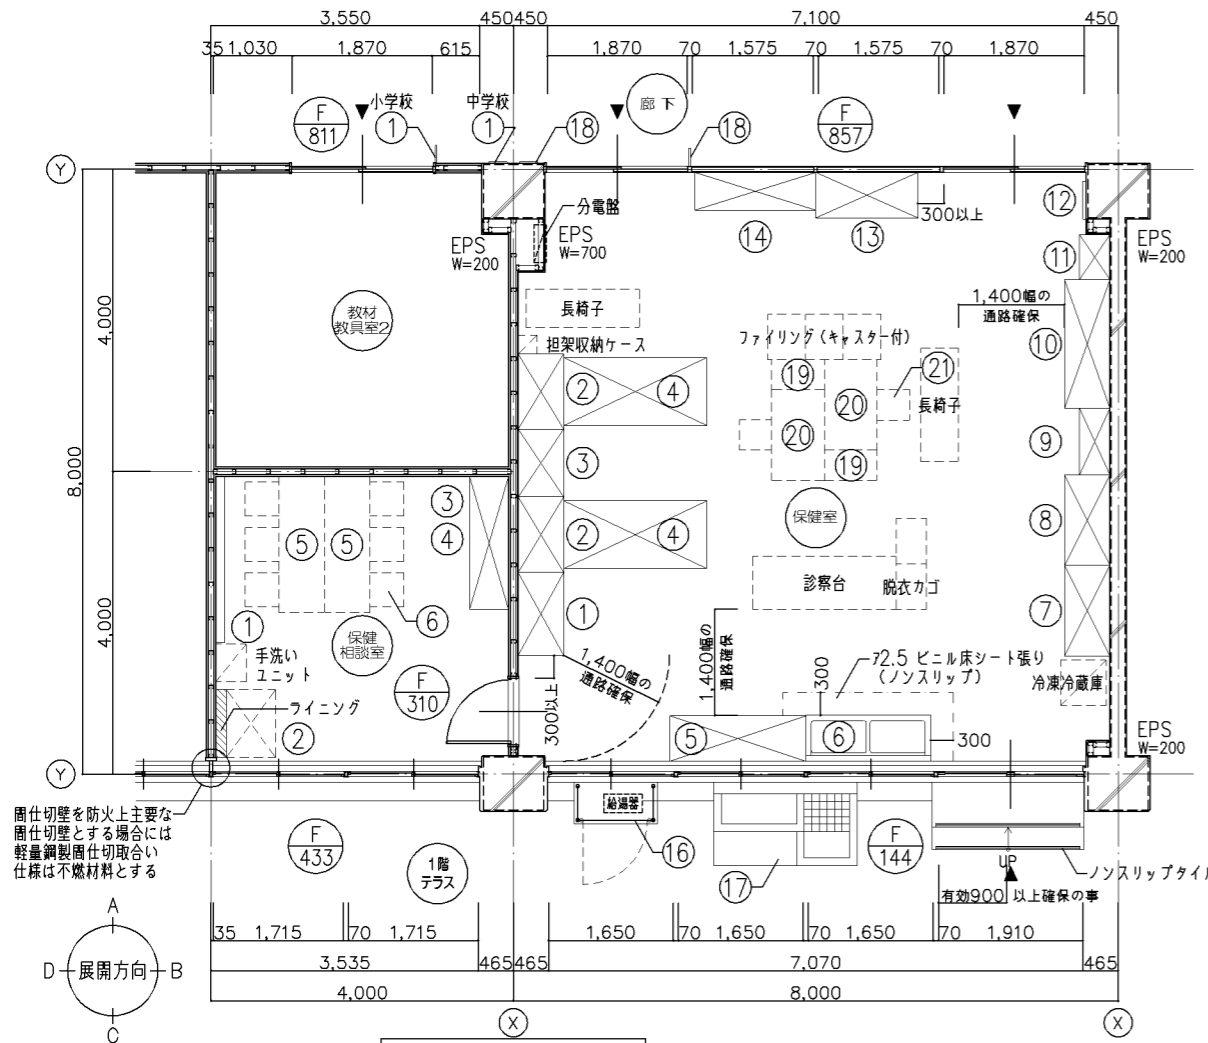 3,550
450
450
7,100
450
35
1,030
1,870
615
1,870
70
1,575
70
1,575
70
1,870
小学校
中学校
廊下
F
811
1
1
18
18
F
857
Y
分電盤
EPS
W=200
EPS
W=700
14
13
300以上
12
11
EPS
W=200
教材
教具室2
長椅子
担架収納ケース
ファイリング(キャスター付)
1,400幅の
通路確保
10
2
4
19
20
21
長椅子
20
19
9
3
4,000
8,000
4,000
3
4
5
5
2
4
保健室
8
診察台
脱衣カゴ
7
1
6
保健
相談室
1
手洗い
ユニット
ライニング
2
F
310
300以上
1,400幅の
通路確保
1,400幅の
通路確保
ア2.5 ビニル床シート張り
(ノンスリップ)
300
冷凍冷蔵庫
5
6
300
EPS
W=200
Y
間仕切壁を防火上主要な
間仕切壁とする場合には
軽量鋼製間仕切取合い
仕様は不燃材料とする
F
433
1階
テラス
給湯器
16
17
F
144
UP
ノンスリップタイル
有効900 以上確保の事
A
D
展開方向
B
C
35
1,715
70
1,715
1,650
70
1,650
70
1,650
70
1,910
3,535
465
465
7,070
465
4,000
8,000
X
X